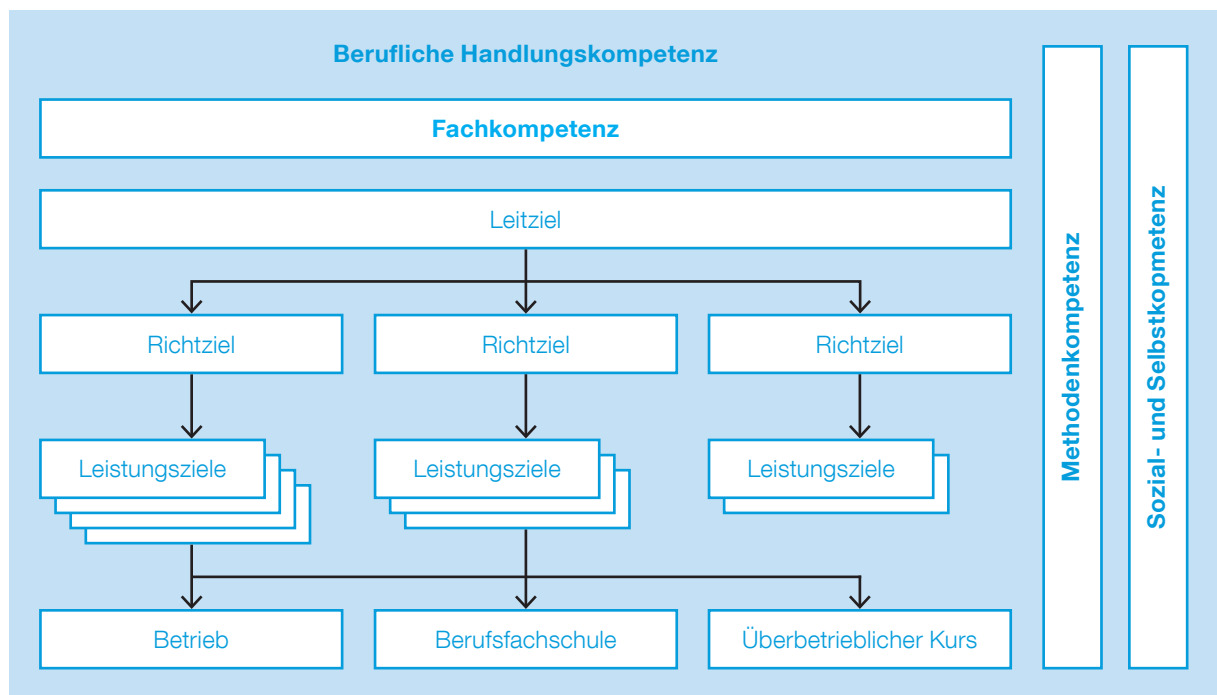 Berufliche Handlungskompetenz
Fachkompetenz
Leitziel
Richtziel
Richtziel
Richtziel
Leistungsziele
Leistungsziele
Leistungsziele
Betrieb
Berufsfachschule
Überbetrieblicher Kurs
Methodenkompetenz
Sozial- und Selbstkopmetenz